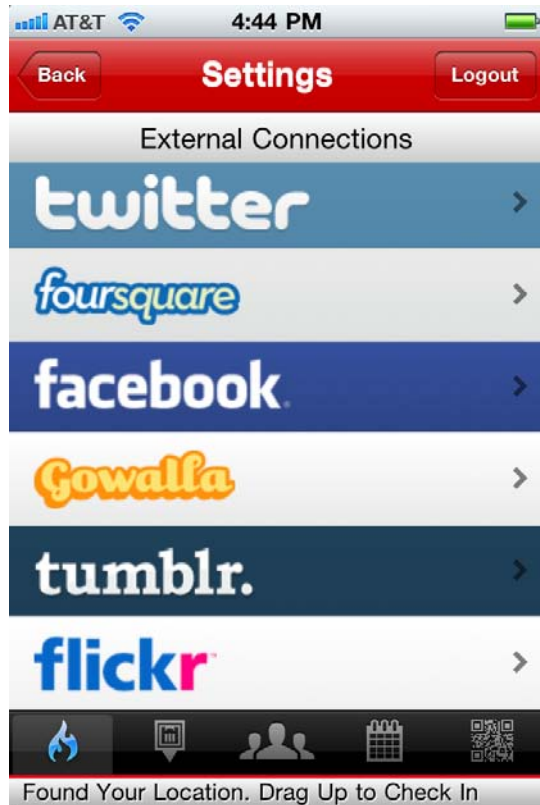 AT&T 4:44 PM
Back Settings Logout
External Connections
twitter
foursquare
facebook
Gowalla
tumblr.
flickr
Found Your Location. Drag Up to Check In